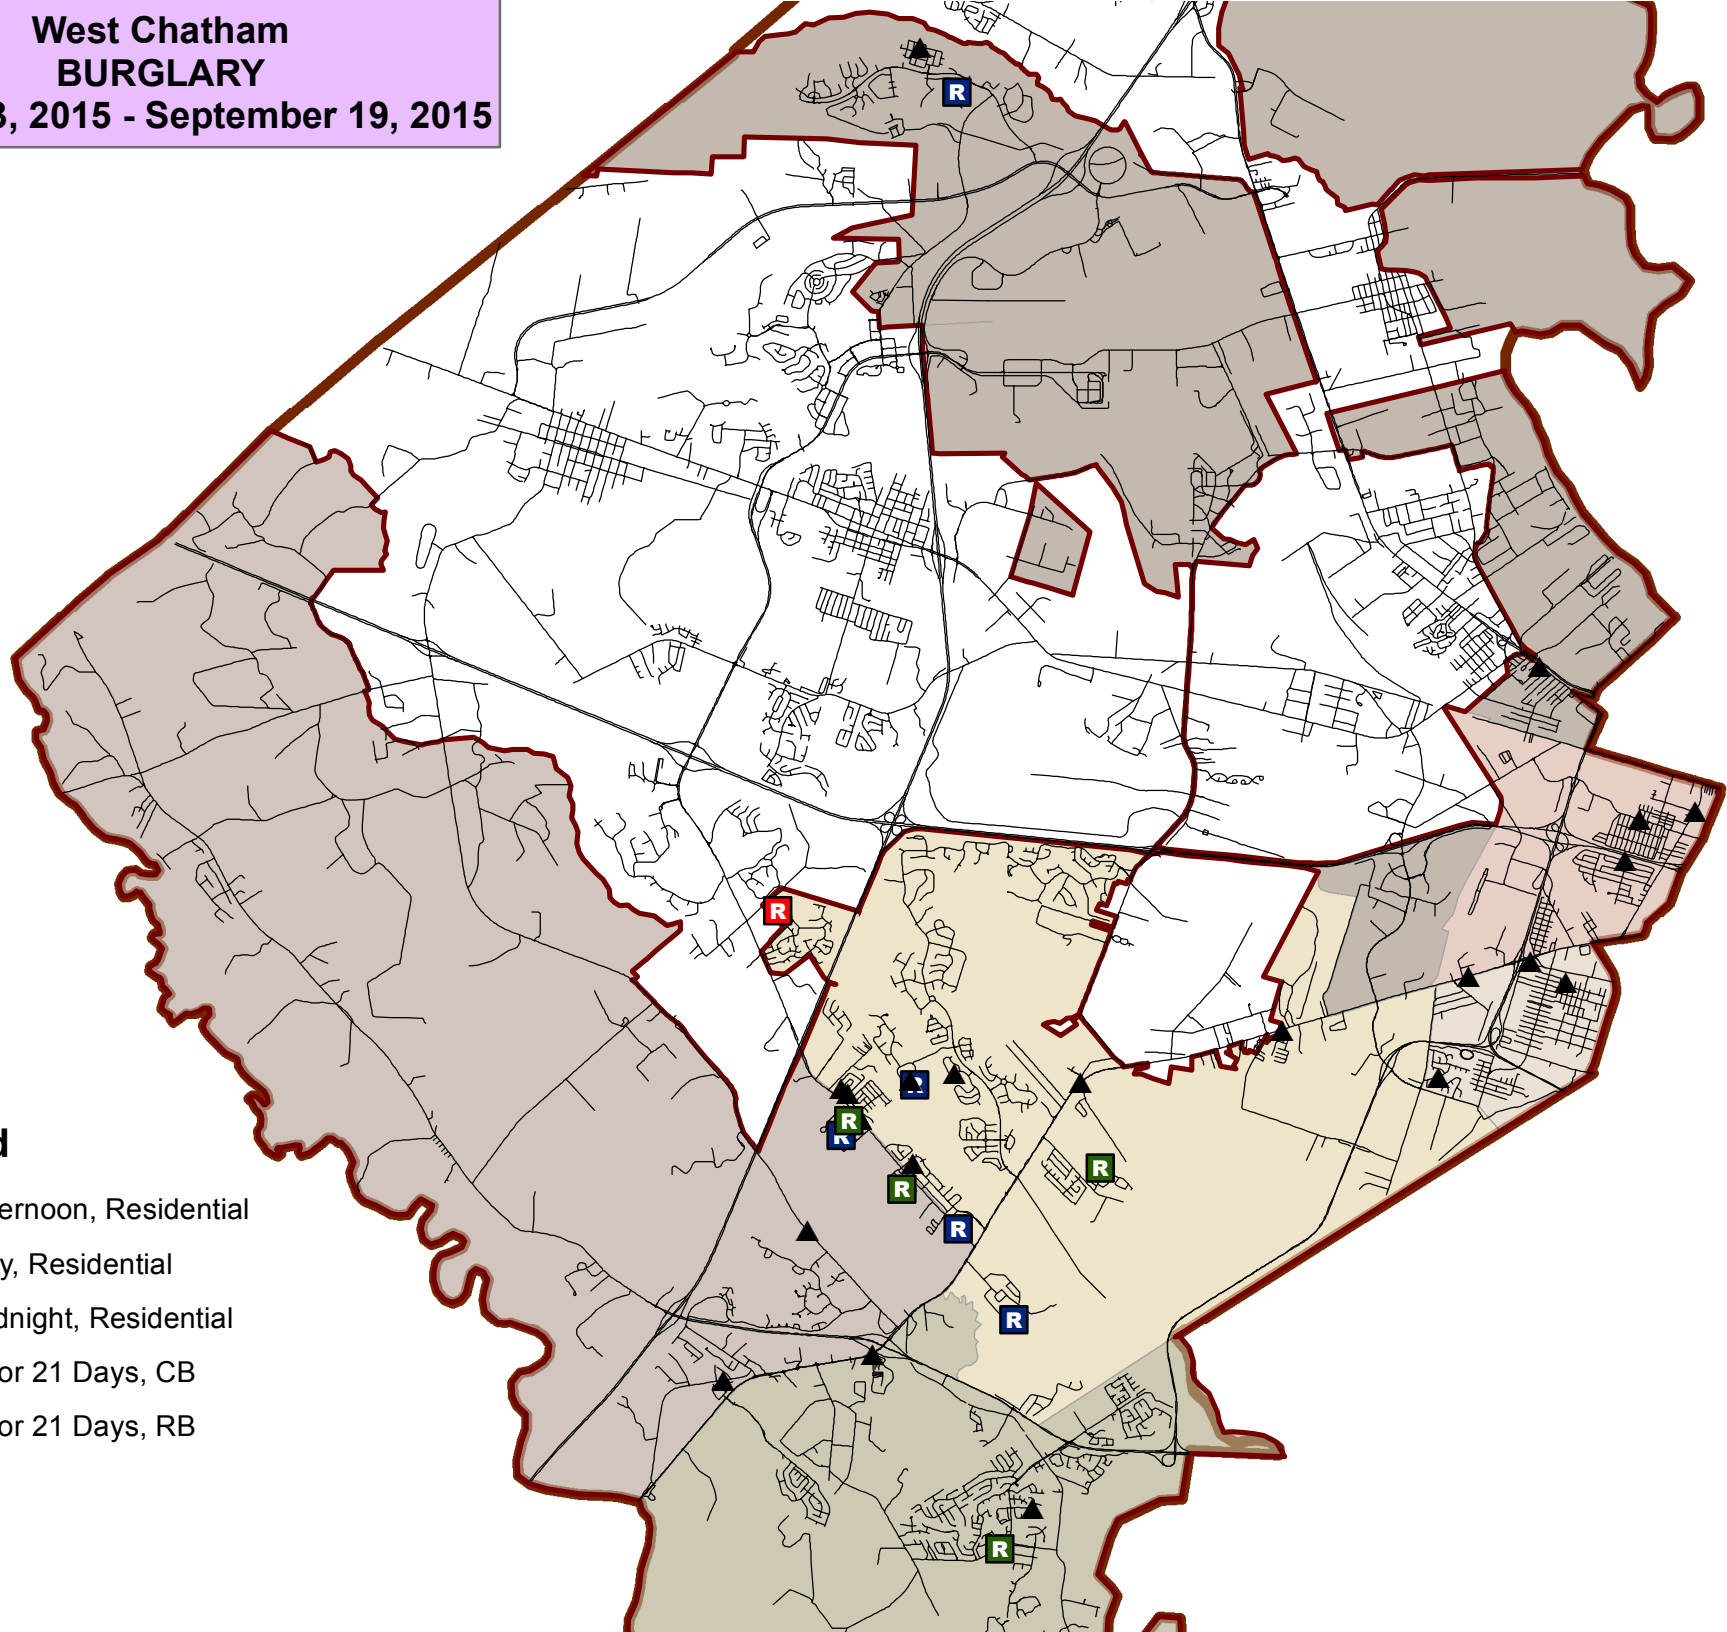 West Chatham
BURGLARY
, 2015 - September 19, 2015
R
R
R
R
R
R
R
R
R
R
ernoon, Residential
y, Residential
dnight, Residential
or 21 Days, CB
or 21 Days, RB